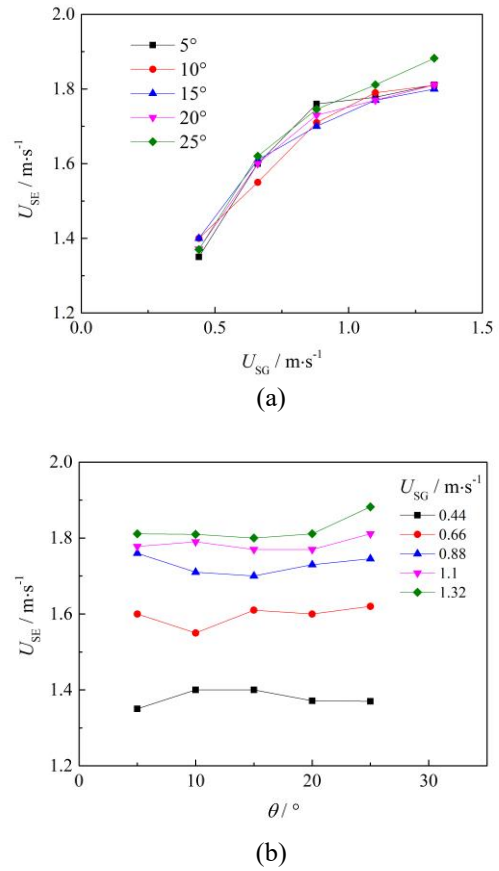 2.0
1.8
1.6
1.4
1.2
U_SE / m·s⁻¹
5°
10°
15°
20°
25°
0.0 0.5 1.0 1.5
U_SG / m·s⁻¹
(a)
2.0
1.8
1.6
1.4
1.2
U_SE / m·s⁻¹
U_SG / m·s⁻¹
0.44
0.66
0.88
1.1
1.32
0 10 20 30
θ / °
(b)